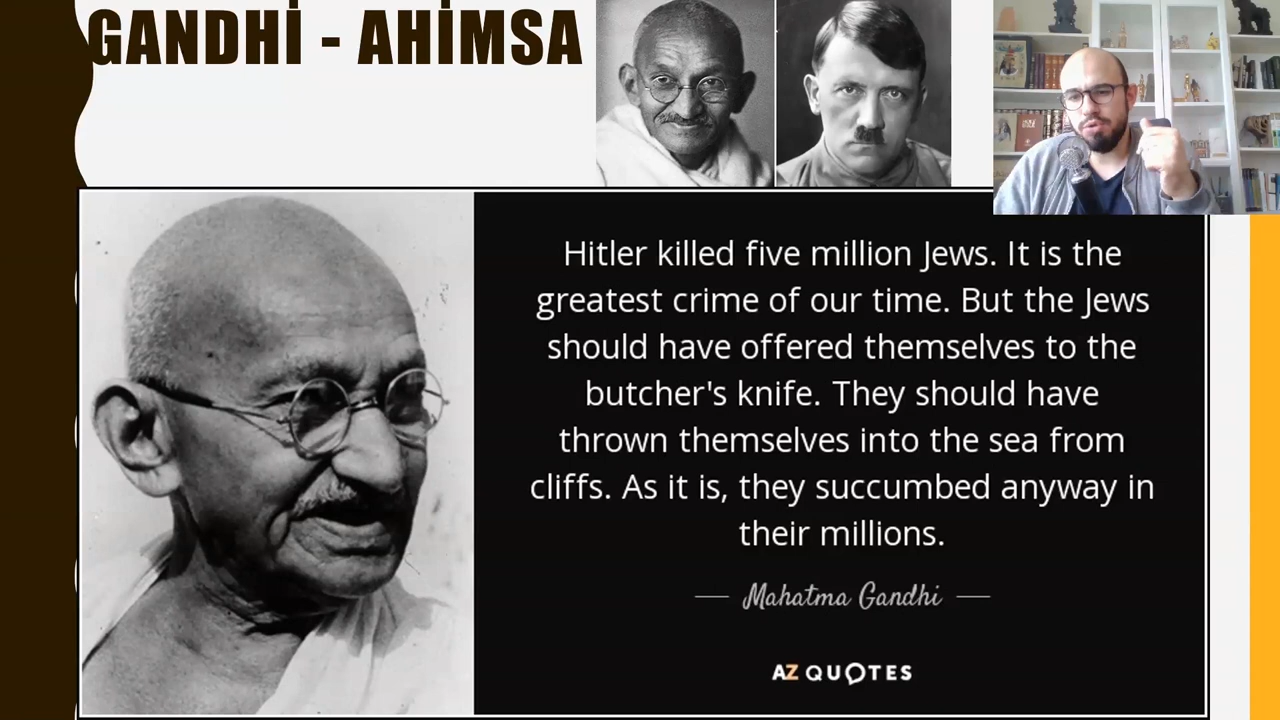 GANDHİ - AHİMSA
Hitler killed five million Jews. It is the
greatest crime of our time. But the Jews
should have offered themselves to the
butcher's knife. They should have
thrown themselves into the sea from
cliffs. As it is, they succumbed anyway in
their millions.
Mahatma Gandhi
AZ QUOTES